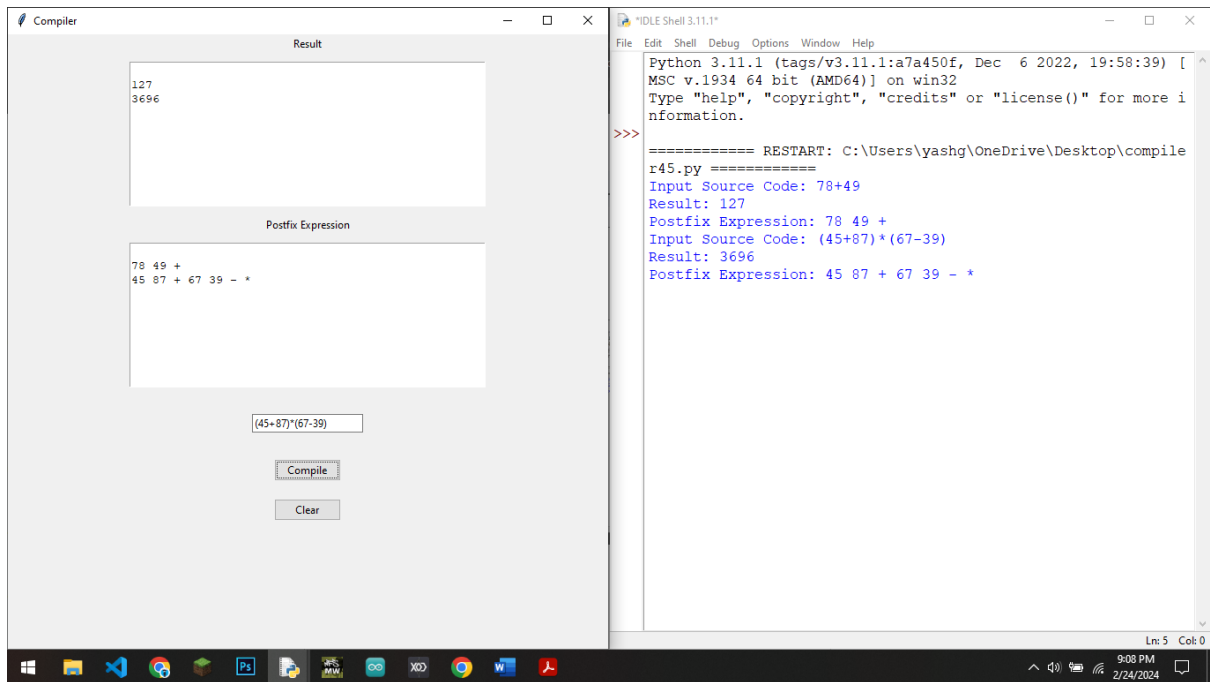 Compiler
Result
127
3696
Postfix Expression
78 49 +
45 87 + 67 39 - *
(45+87)*(67-39)
Compile
Clear
*IDLE Shell 3.11.1*
File Edit Shell Debug Options Window Help
Python 3.11.1 (tags/v3.11.1:a7a450f, Dec  6 2022, 19:58:39) [
MSC v.1934 64 bit (AMD64)] on win32
Type "help", "copyright", "credits" or "license()" for more i
nformation.
>>>
============ RESTART: C:\Users\yashg\OneDrive\Desktop\compile
r45.py ============
Input Source Code: 78+49
Result: 127
Postfix Expression: 78 49 +
Input Source Code: (45+87)*(67-39)
Result: 3696
Postfix Expression: 45 87 + 67 39 - *
Ln: 5 Col: 0
Ps
MW
W
9:08 PM
2/24/2024